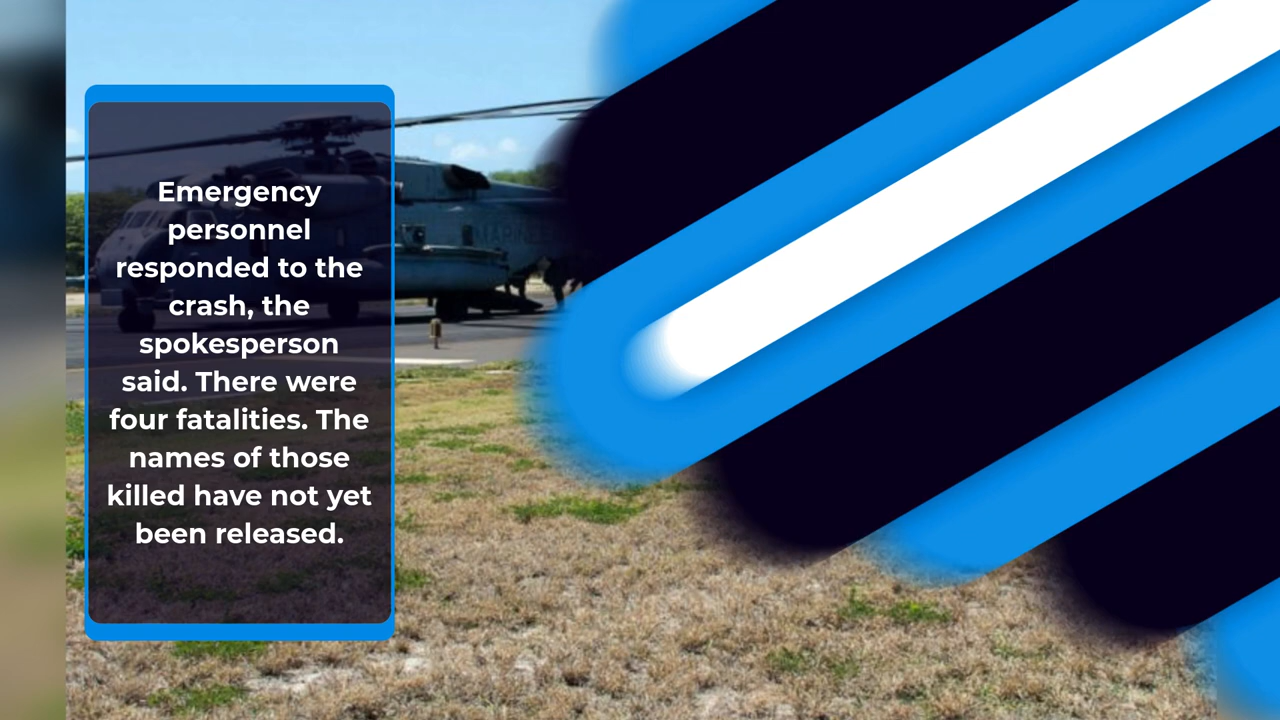 Emergency
personnel
responded to the
crash, the
spokesperson
said. There were
four fatalities. The
names of those
killed have not yet
been released.
MARINES